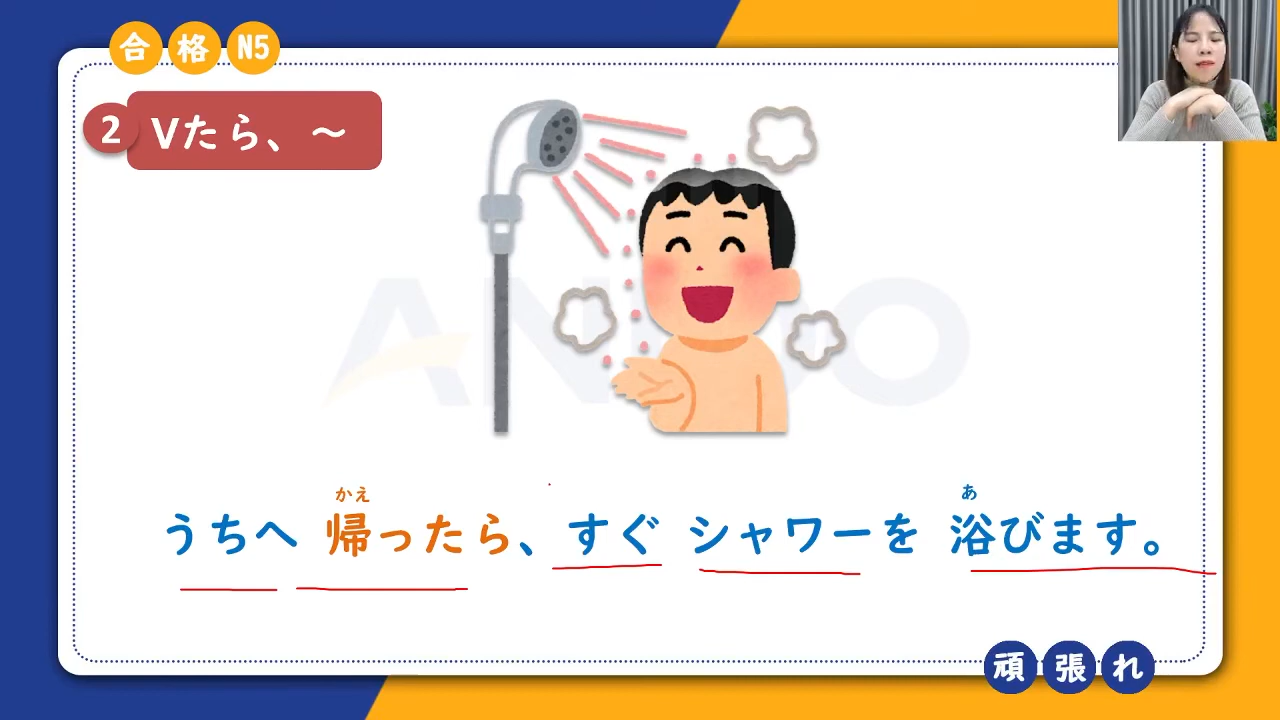 合格N5
2 Vたら、～
かえ あ
うちへ 帰ったら、すぐ シャワーを 浴びます。
頑張れ